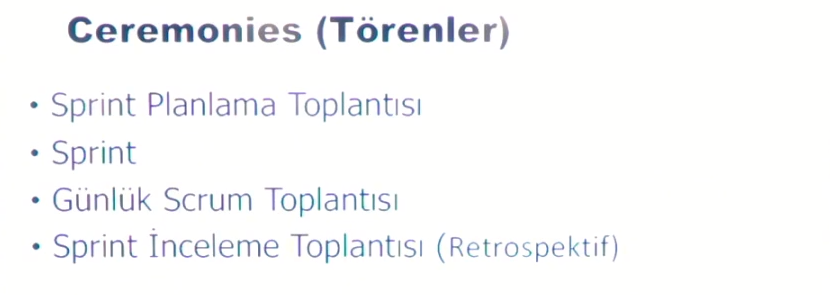 Ceremonies (Törenler)
• Sprint Planlama Toplantısı
• Sprint
• Günlük Scrum Toplantısı
• Sprint İnceleme Toplantısı (Retrospektif)